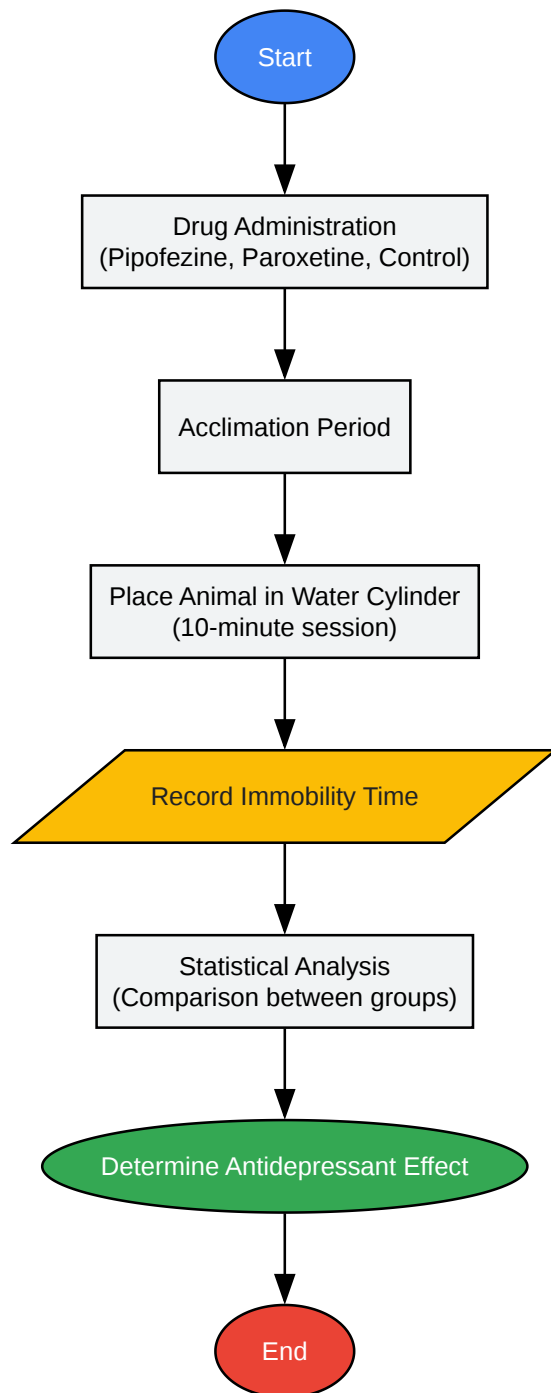 Start
Drug Administration
(Pipofezine, Paroxetine, Control)
Acclimation Period
Place Animal in Water Cylinder
(10-minute session)
Record Immobility Time
Statistical Analysis
(Comparison between groups)
Determine Antidepressant Effect
End